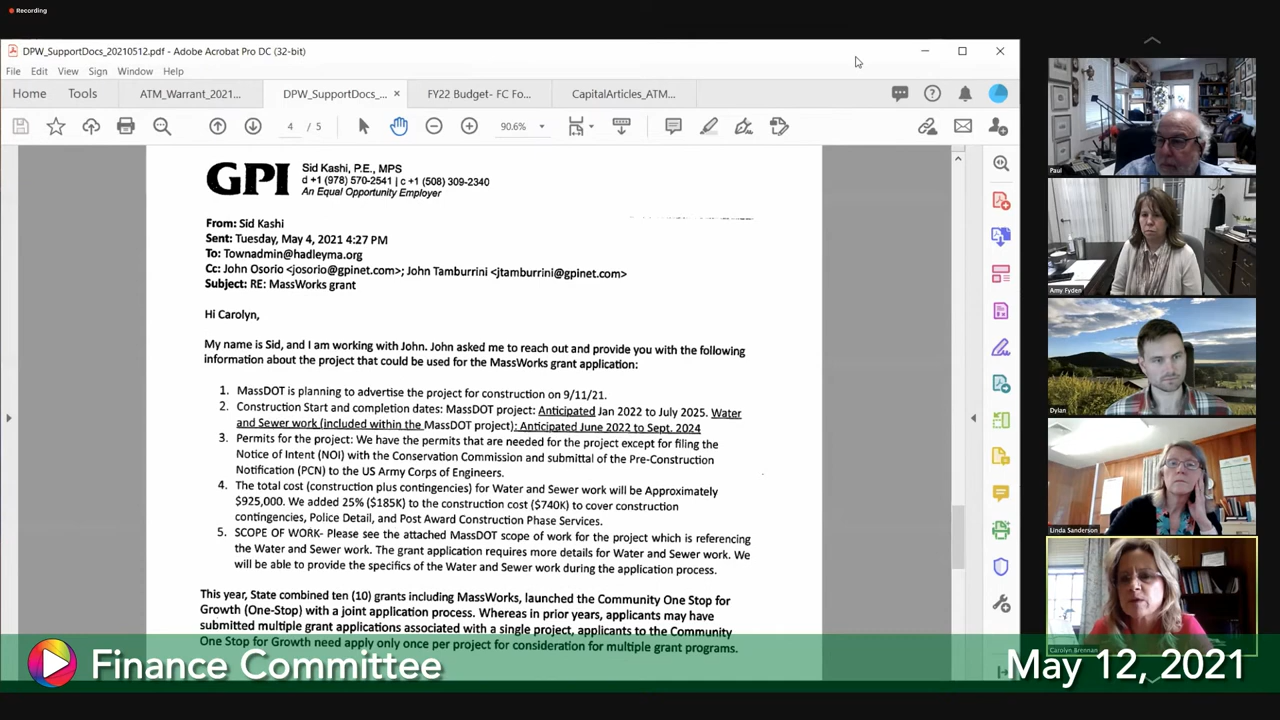 Recording
DPW_SupportDocs_20210512.pdf - Adobe Acrobat Pro DC (32-bit)
File Edit View Sign Window Help
Home Tools ATM_Warrant_2021... DPW_SupportDocs_... × FY22 Budget- FC Fo... CapitalArticles_ATM...
4 / 5 90.6%
GPI
Sid Kashi, P.E., MPS
d +1 (978) 570-2541 | c +1 (508) 309-2340
An Equal Opportunity Employer
From: Sid Kashi
Sent: Tuesday, May 4, 2021 4:27 PM
To: Townadmin@hadleyma.org
Cc: John Osorio <josorio@gpinet.com>; John Tamburrini <jtamburrini@gpinet.com>
Subject: RE: MassWorks grant
Hi Carolyn,
My name is Sid, and I am working with John. John asked me to reach out and provide you with the following
information about the project that could be used for the MassWorks grant application:
1. MassDOT is planning to advertise the project for construction on 9/11/21.
2. Construction Start and completion dates: MassDOT project: Anticipated Jan 2022 to July 2025. Water
and Sewer work (included within the MassDOT project): Anticipated June 2022 to Sept. 2024
3. Permits for the project: We have the permits that are needed for the project except for filing the
Notice of Intent (NOI) with the Conservation Commission and submittal of the Pre-Construction
Notification (PCN) to the US Army Corps of Engineers.
4. The total cost (construction plus contingencies) for Water and Sewer work will be Approximately
$925,000. We added 25% ($185K) to the construction cost ($740K) to cover construction
contingencies, Police Detail, and Post Award Construction Phase Services.
5. SCOPE OF WORK- Please see the attached MassDOT scope of work for the project which is referencing
the Water and Sewer work. The grant application requires more details for Water and Sewer work. We
will be able to provide the specifics of the Water and Sewer work during the application process.
This year, State combined ten (10) grants including MassWorks, launched the Community One Stop for
Growth (One-Stop) with a joint application process. Whereas in prior years, applicants may have
submitted multiple grant applications associated with a single project, applicants to the Community
One Stop for Growth need apply only once per project for consideration for multiple grant programs.
Paul
Amy Fyden
Dylan
Linda Sanderson
Carolyn Brennan
Finance Committee
May 12, 2021